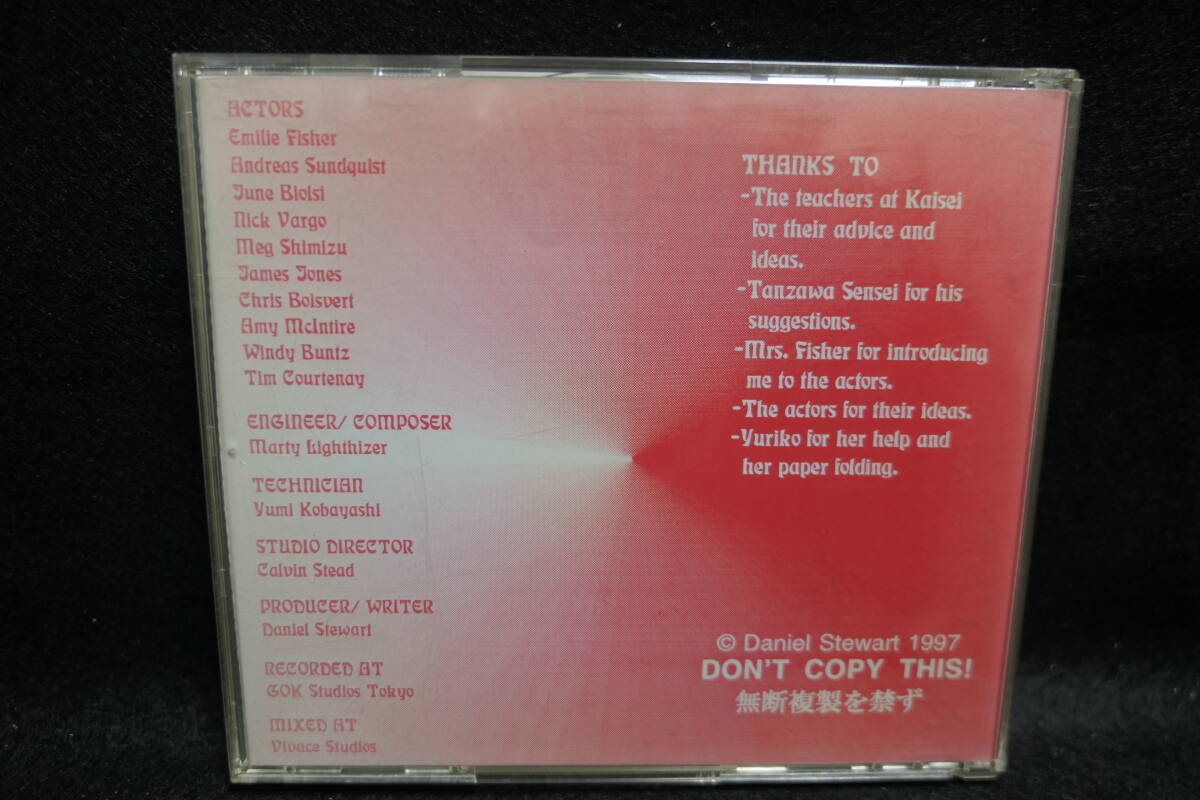 ACTORS
Emilie Fisher
Andreas Sundquist
June Bloisi
Nick Vargo
Meg Shimizu
James Jones
Chris Boisvert
Amy McIntire
Windy Buntz
Tim Courtenay
ENGINEER/ COMPOSER
Marty Lighthizer
TECHNICIAN
Yumi Kobayashi
STUDIO DIRECTOR
Calvin Stead
PRODUCER/ WRITER
Daniel Stewart
RECORDED AT
GOK Studios Tokyo
MIXED AT
Vivace Studios
THANKS TO
-The teachers at Kaisei
for their advice and
ideas.
-Tanzawa Sensei for his
suggestions.
-Mrs. Fisher for introducing
me to the actors.
-The actors for their ideas.
-Yuriko for her help and
her paper folding.
© Daniel Stewart 1997
DON'T COPY THIS!
無断複製を禁ず